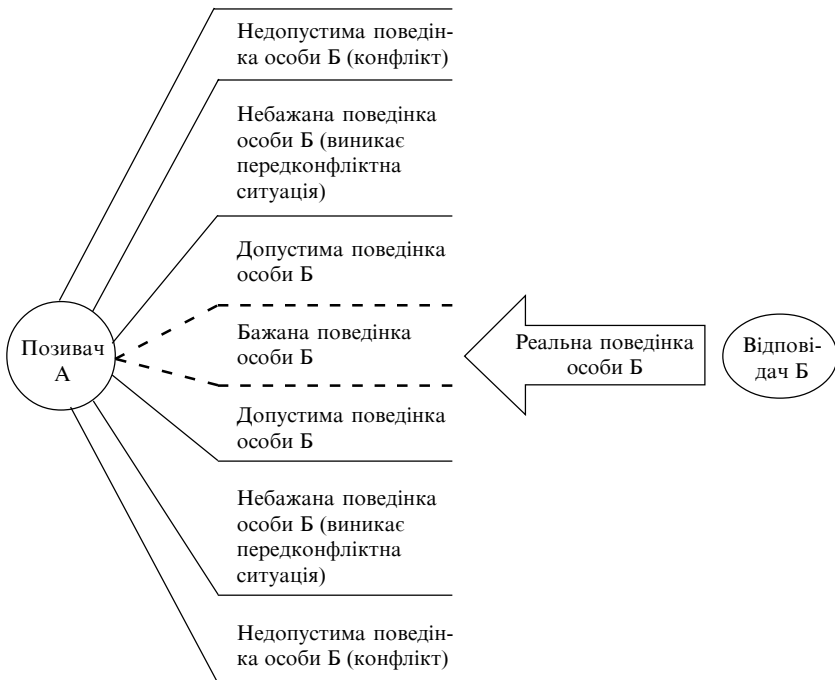 Недопустима поведін-
ка особи Б (конфлікт)
Небажана поведінка
особи Б (виникає
передконфліктна
ситуація)
Допустима поведінка
особи Б
Позивач
А
Бажана поведінка
особи Б
Реальна поведінка
особи Б
Відпові-
дач Б
Допустима поведінка
особи Б
Небажана поведінка
особи Б (виникає
передконфліктна
ситуація)
Недопустима поведін-
ка особи Б (конфлікт)